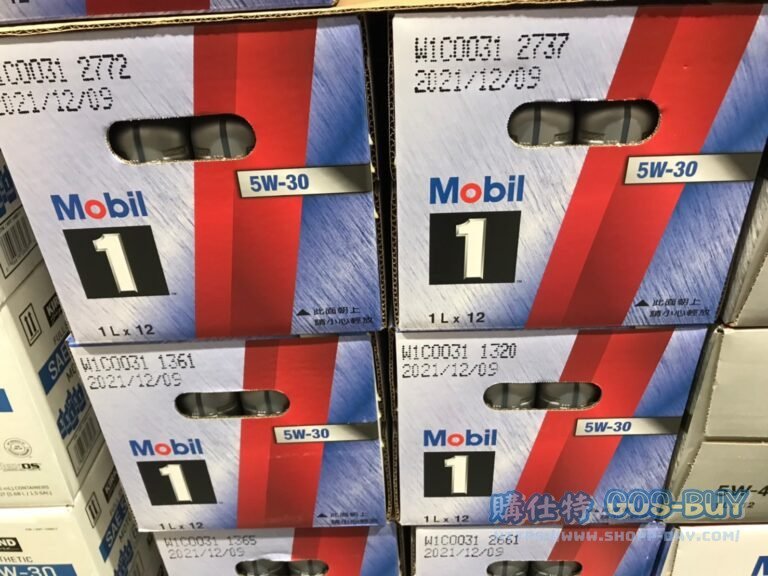 W1C0031 2772
2021/12/09
5W-30
Mobil
1
1 L x 12
此面朝上
請小心輕放
W1C0031 2737
2021/12/09
5W-30
Mobil
1
1 L x 12
此面朝上
請小心輕放
W1C0031 1361
2021/12/09
5W-30
Mobil
1
1 L x 12
W1C0031 1320
2021/12/09
5W-30
Mobil
1
1 L x 12
W1C0031 1365
2021/12/09
W1C0031 2661
2021/12/09
5W-4
購仕特 GOS-BUY
SAE
SAE5
W-30